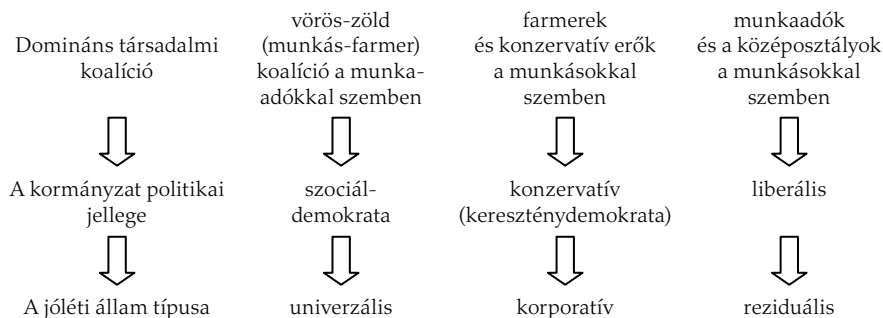 Domináns társadalmi
koalíció
vörös-zöld
(munkás-farmer)
koalíció a munka-
adókkal szemben
farmerek
és konzervatív erők
a munkásokkal
szemben
munkaadók
és a középosztályok
a munkásokkal
szemben
A kormányzat politikai
jellege
szociál-
demokrata
konzervatív
(kereszténydemokrata)
liberális
A jóléti állam típusa
univerzális
korporatív
reziduális